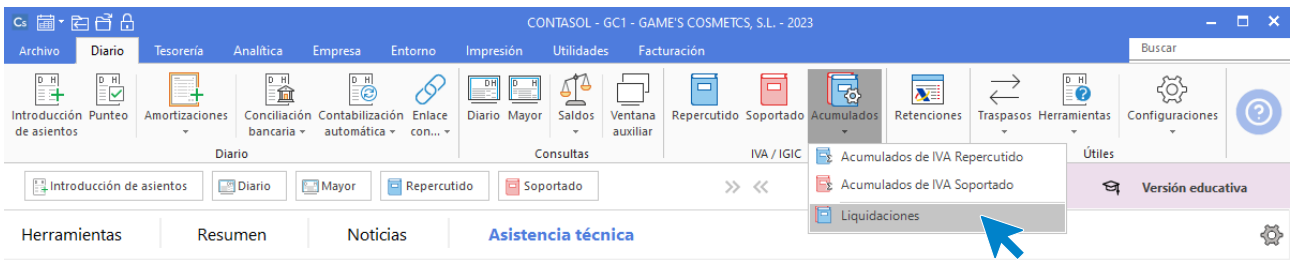 Cs CONTASOL - GC1 - GAME'S COSMETCS, S.L. - 2023
Archivo Diario Tesorería Analítica Empresa Entorno Impresión Utilidades Facturación Buscar
D H D H D H D H DH D H D H
Introducción Punteo Amortizaciones Conciliación Contabilización Enlace Diario Mayor Saldos Ventana Repercutido Soportado Acumulados Retenciones Traspasos Herramientas Configuraciones
de asientos bancaria automática con... auxiliar
Diario Consultas IVA / IGIC Útiles
Acumulados de IVA Repercutido
Acumulados de IVA Soportado
Liquidaciones
Introducción de asientos Diario Mayor Repercutido Soportado Versión educativa
Herramientas Resumen Noticias Asistencia técnica